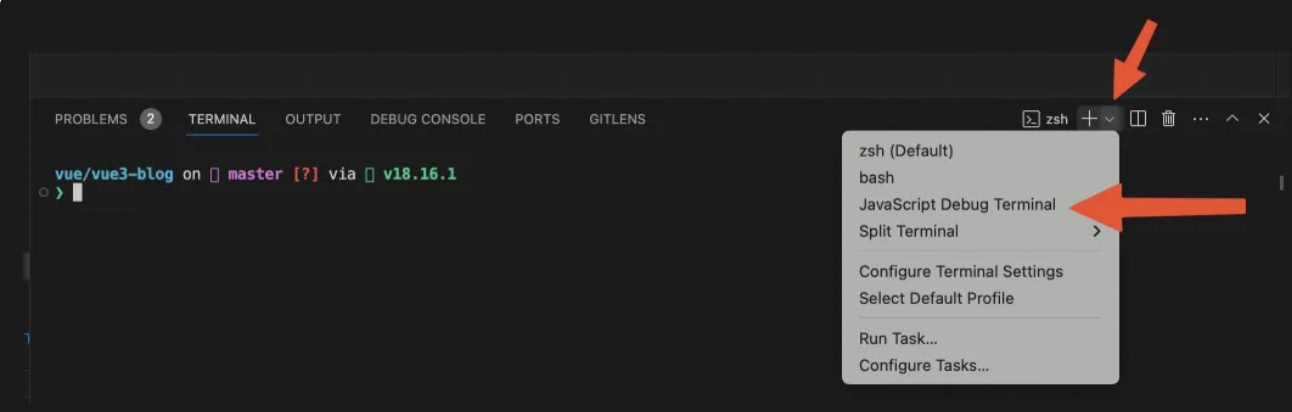 PROBLEMS 2 TERMINAL OUTPUT DEBUG CONSOLE PORTS GITLENS zsh
vue/vue3-blog on master [?] via v18.16.1
❯
zsh (Default)
bash
JavaScript Debug Terminal
Split Terminal
Configure Terminal Settings
Select Default Profile
Run Task...
Configure Tasks...